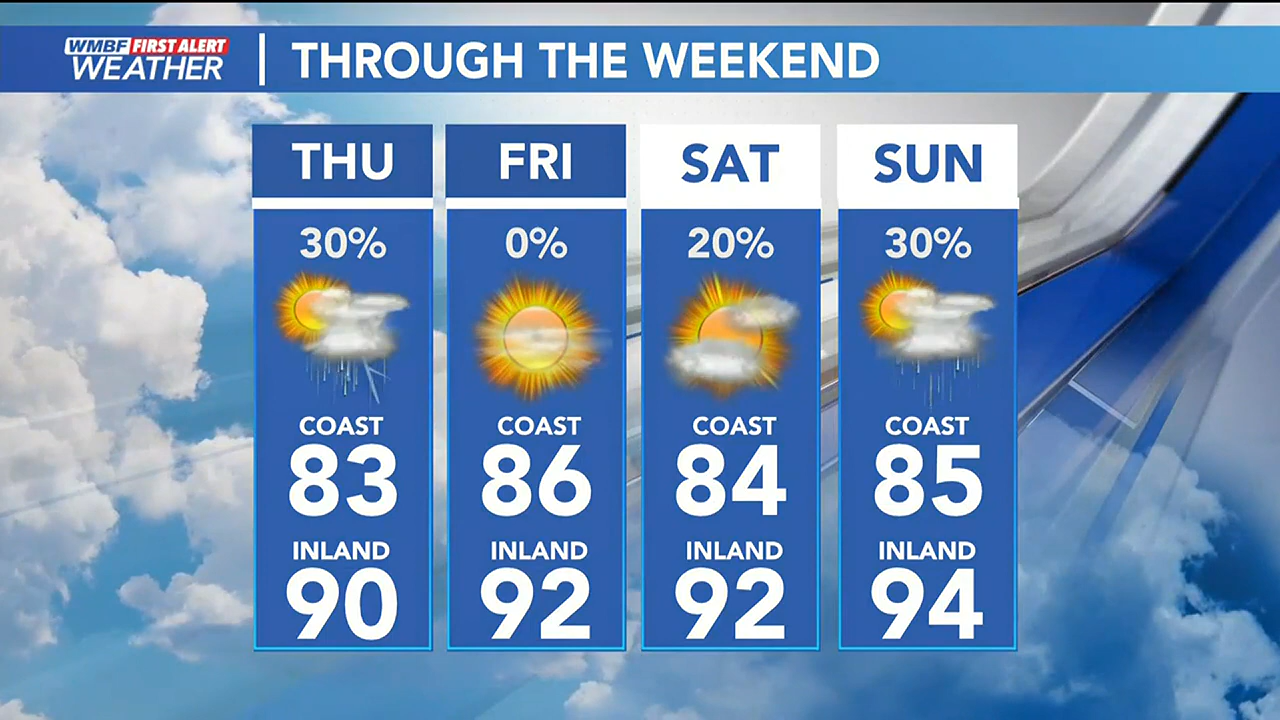 WMBF FIRST ALERT
WEATHER
THROUGH THE WEEKEND
THU
30%
COAST
83
INLAND
90
FRI
0%
COAST
86
INLAND
92
SAT
20%
COAST
84
INLAND
92
SUN
30%
COAST
85
INLAND
94